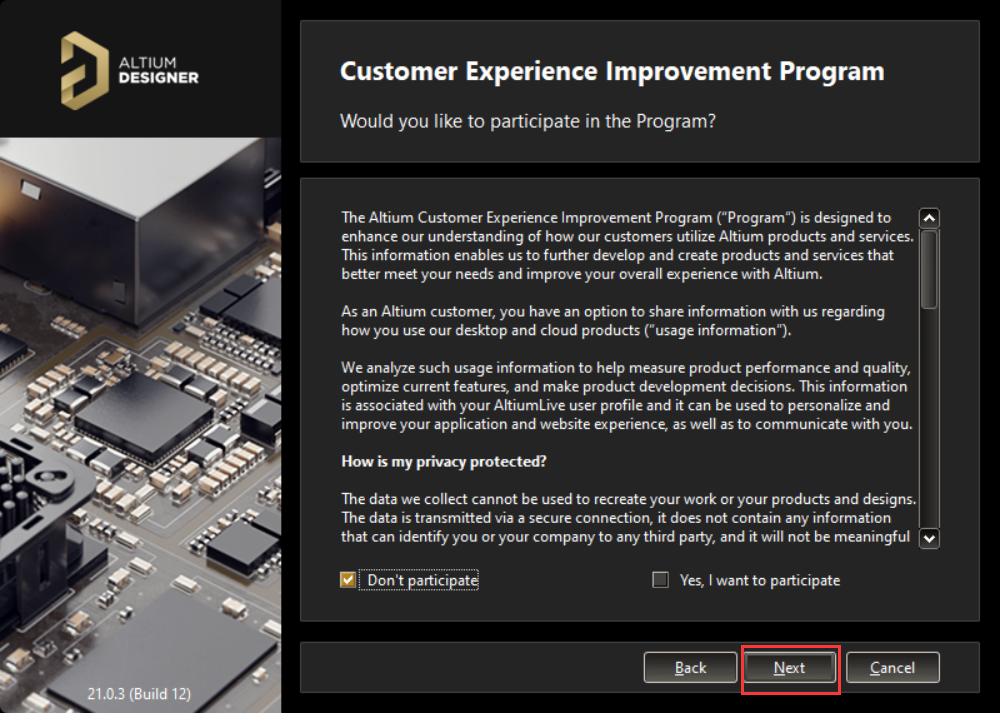 ALTIUM
DESIGNER
Customer Experience Improvement Program
Would you like to participate in the Program?
The Altium Customer Experience Improvement Program (“Program”) is designed to
enhance our understanding of how our customers utilize Altium products and services.
This information enables us to further develop and create products and services that
better meet your needs and improve your overall experience with Altium.
As an Altium customer, you have an option to share information with us regarding
how you use our desktop and cloud products (“usage information”).
We analyze such usage information to help measure product performance and quality,
optimize current features, and make product development decisions. This information
is associated with your AltiumLive user profile and it can be used to personalize and
improve your application and website experience, as well as to communicate with you.
How is my privacy protected?
The data we collect cannot be used to recreate your work or your products and designs.
The data is transmitted via a secure connection, it does not contain any information
that can identify you or your company to any third party, and it will not be meaningful
Don't participate
Yes, I want to participate
21.0.3 (Build 12)
Back
Next
Cancel